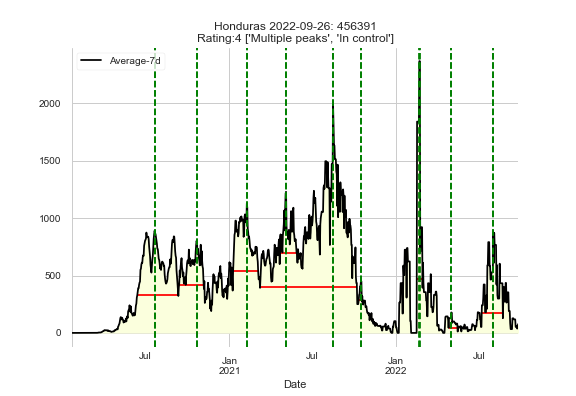 Honduras 2022-09-26: 456391
Rating:4 ['Multiple peaks', 'In control']
Average-7d
2000
1500
1000
500
0
Jul
Jan
2021
Jul
Jan
2022
Jul
Date